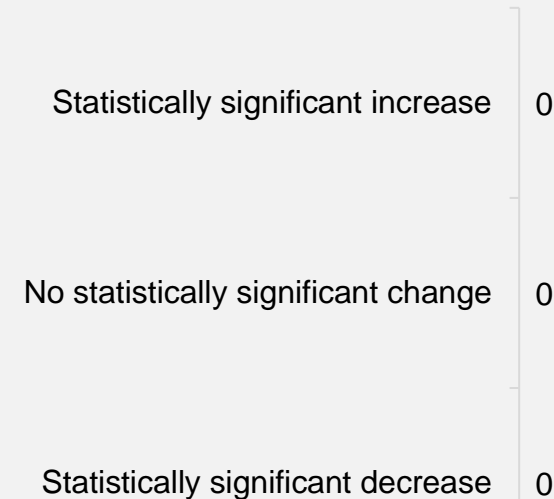 Statistically significant increase 0
No statistically significant change 0
Statistically significant decrease 0